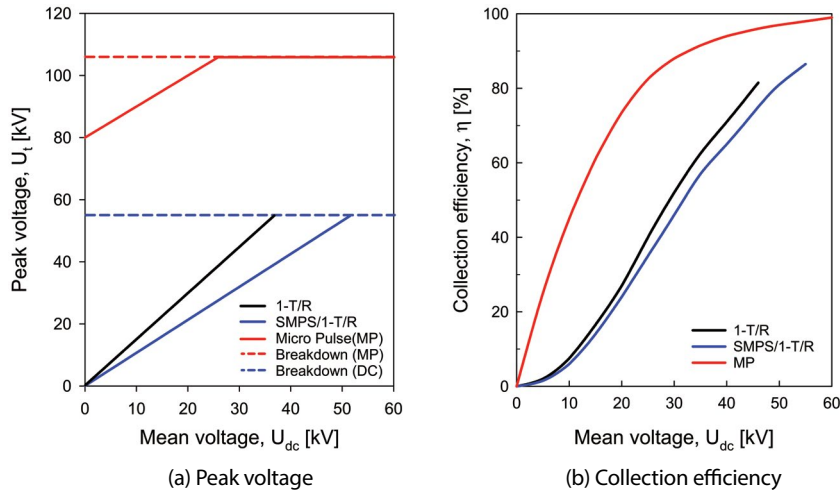 120
100
80
60
40
20
0
Peak voltage, U_t [kV]
1-T/R
SMPS/1-T/R
Micro Pulse(MP)
Breakdown (MP)
Breakdown (DC)
0 10 20 30 40 50 60
Mean voltage, U_dc [kV]
(a) Peak voltage
100
80
60
40
20
0
Collection efficiency, η [%]
1-T/R
SMPS/1-T/R
MP
0 10 20 30 40 50 60
Mean voltage, U_dc [kV]
(b) Collection efficiency